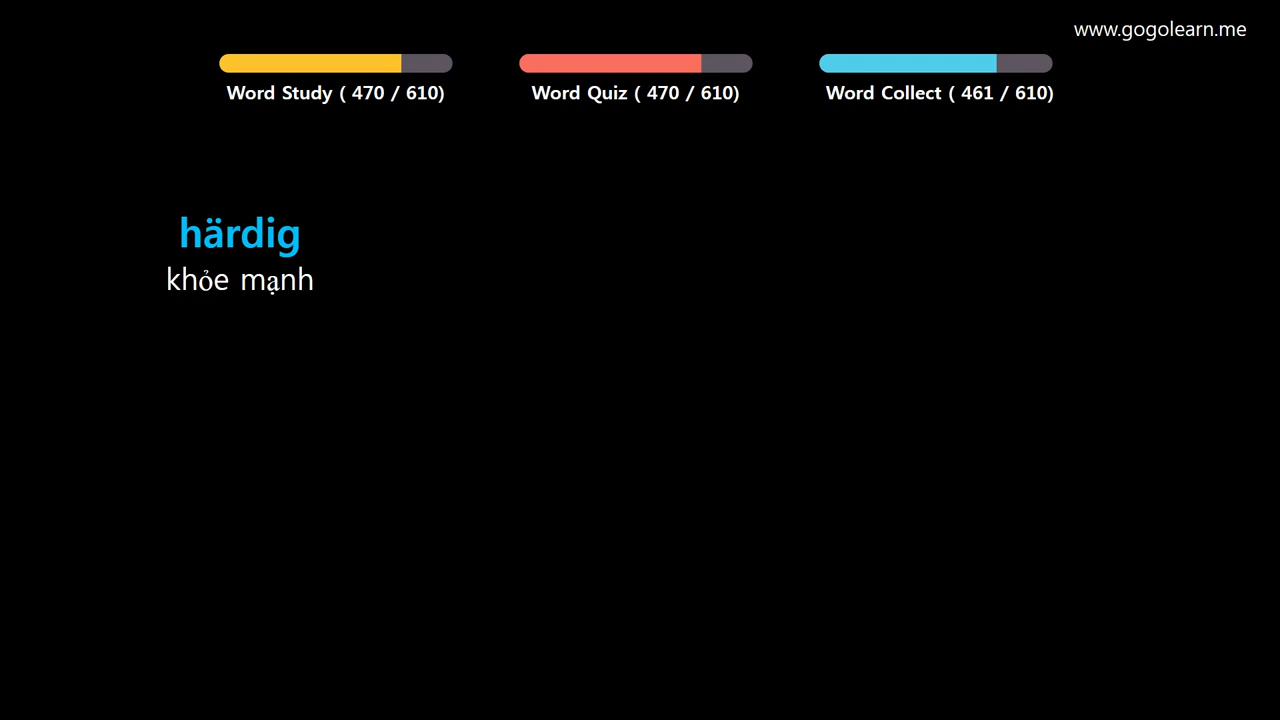 www.gogolearn.me
Word Study ( 470 / 610)
Word Quiz ( 470 / 610)
Word Collect ( 461 / 610)
härdig
khỏe mạnh